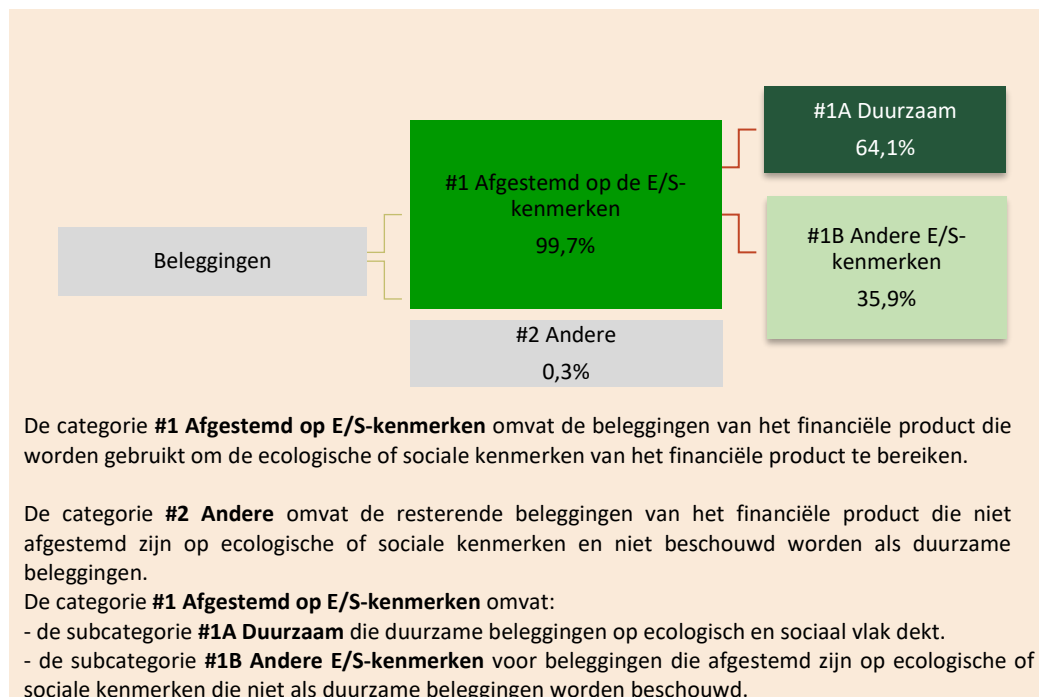 #1A Duurzaam
64,1%
#1 Afgestemd op de E/S-
kenmerken
99,7%
#1B Andere E/S-
kenmerken
35,9%
Beleggingen
#2 Andere
0,3%
De categorie #1 Afgestemd op E/S-kenmerken omvat de beleggingen van het financiële product die
worden gebruikt om de ecologische of sociale kenmerken van het financiële product te bereiken.
De categorie #2 Andere omvat de resterende beleggingen van het financiële product die niet
afgestemd zijn op ecologische of sociale kenmerken en niet beschouwd worden als duurzame
beleggingen.
De categorie #1 Afgestemd op E/S-kenmerken omvat:
- de subcategorie #1A Duurzaam die duurzame beleggingen op ecologisch en sociaal vlak dekt.
- de subcategorie #1B Andere E/S-kenmerken voor beleggingen die afgestemd zijn op ecologische of
sociale kenmerken die niet als duurzame beleggingen worden beschouwd.